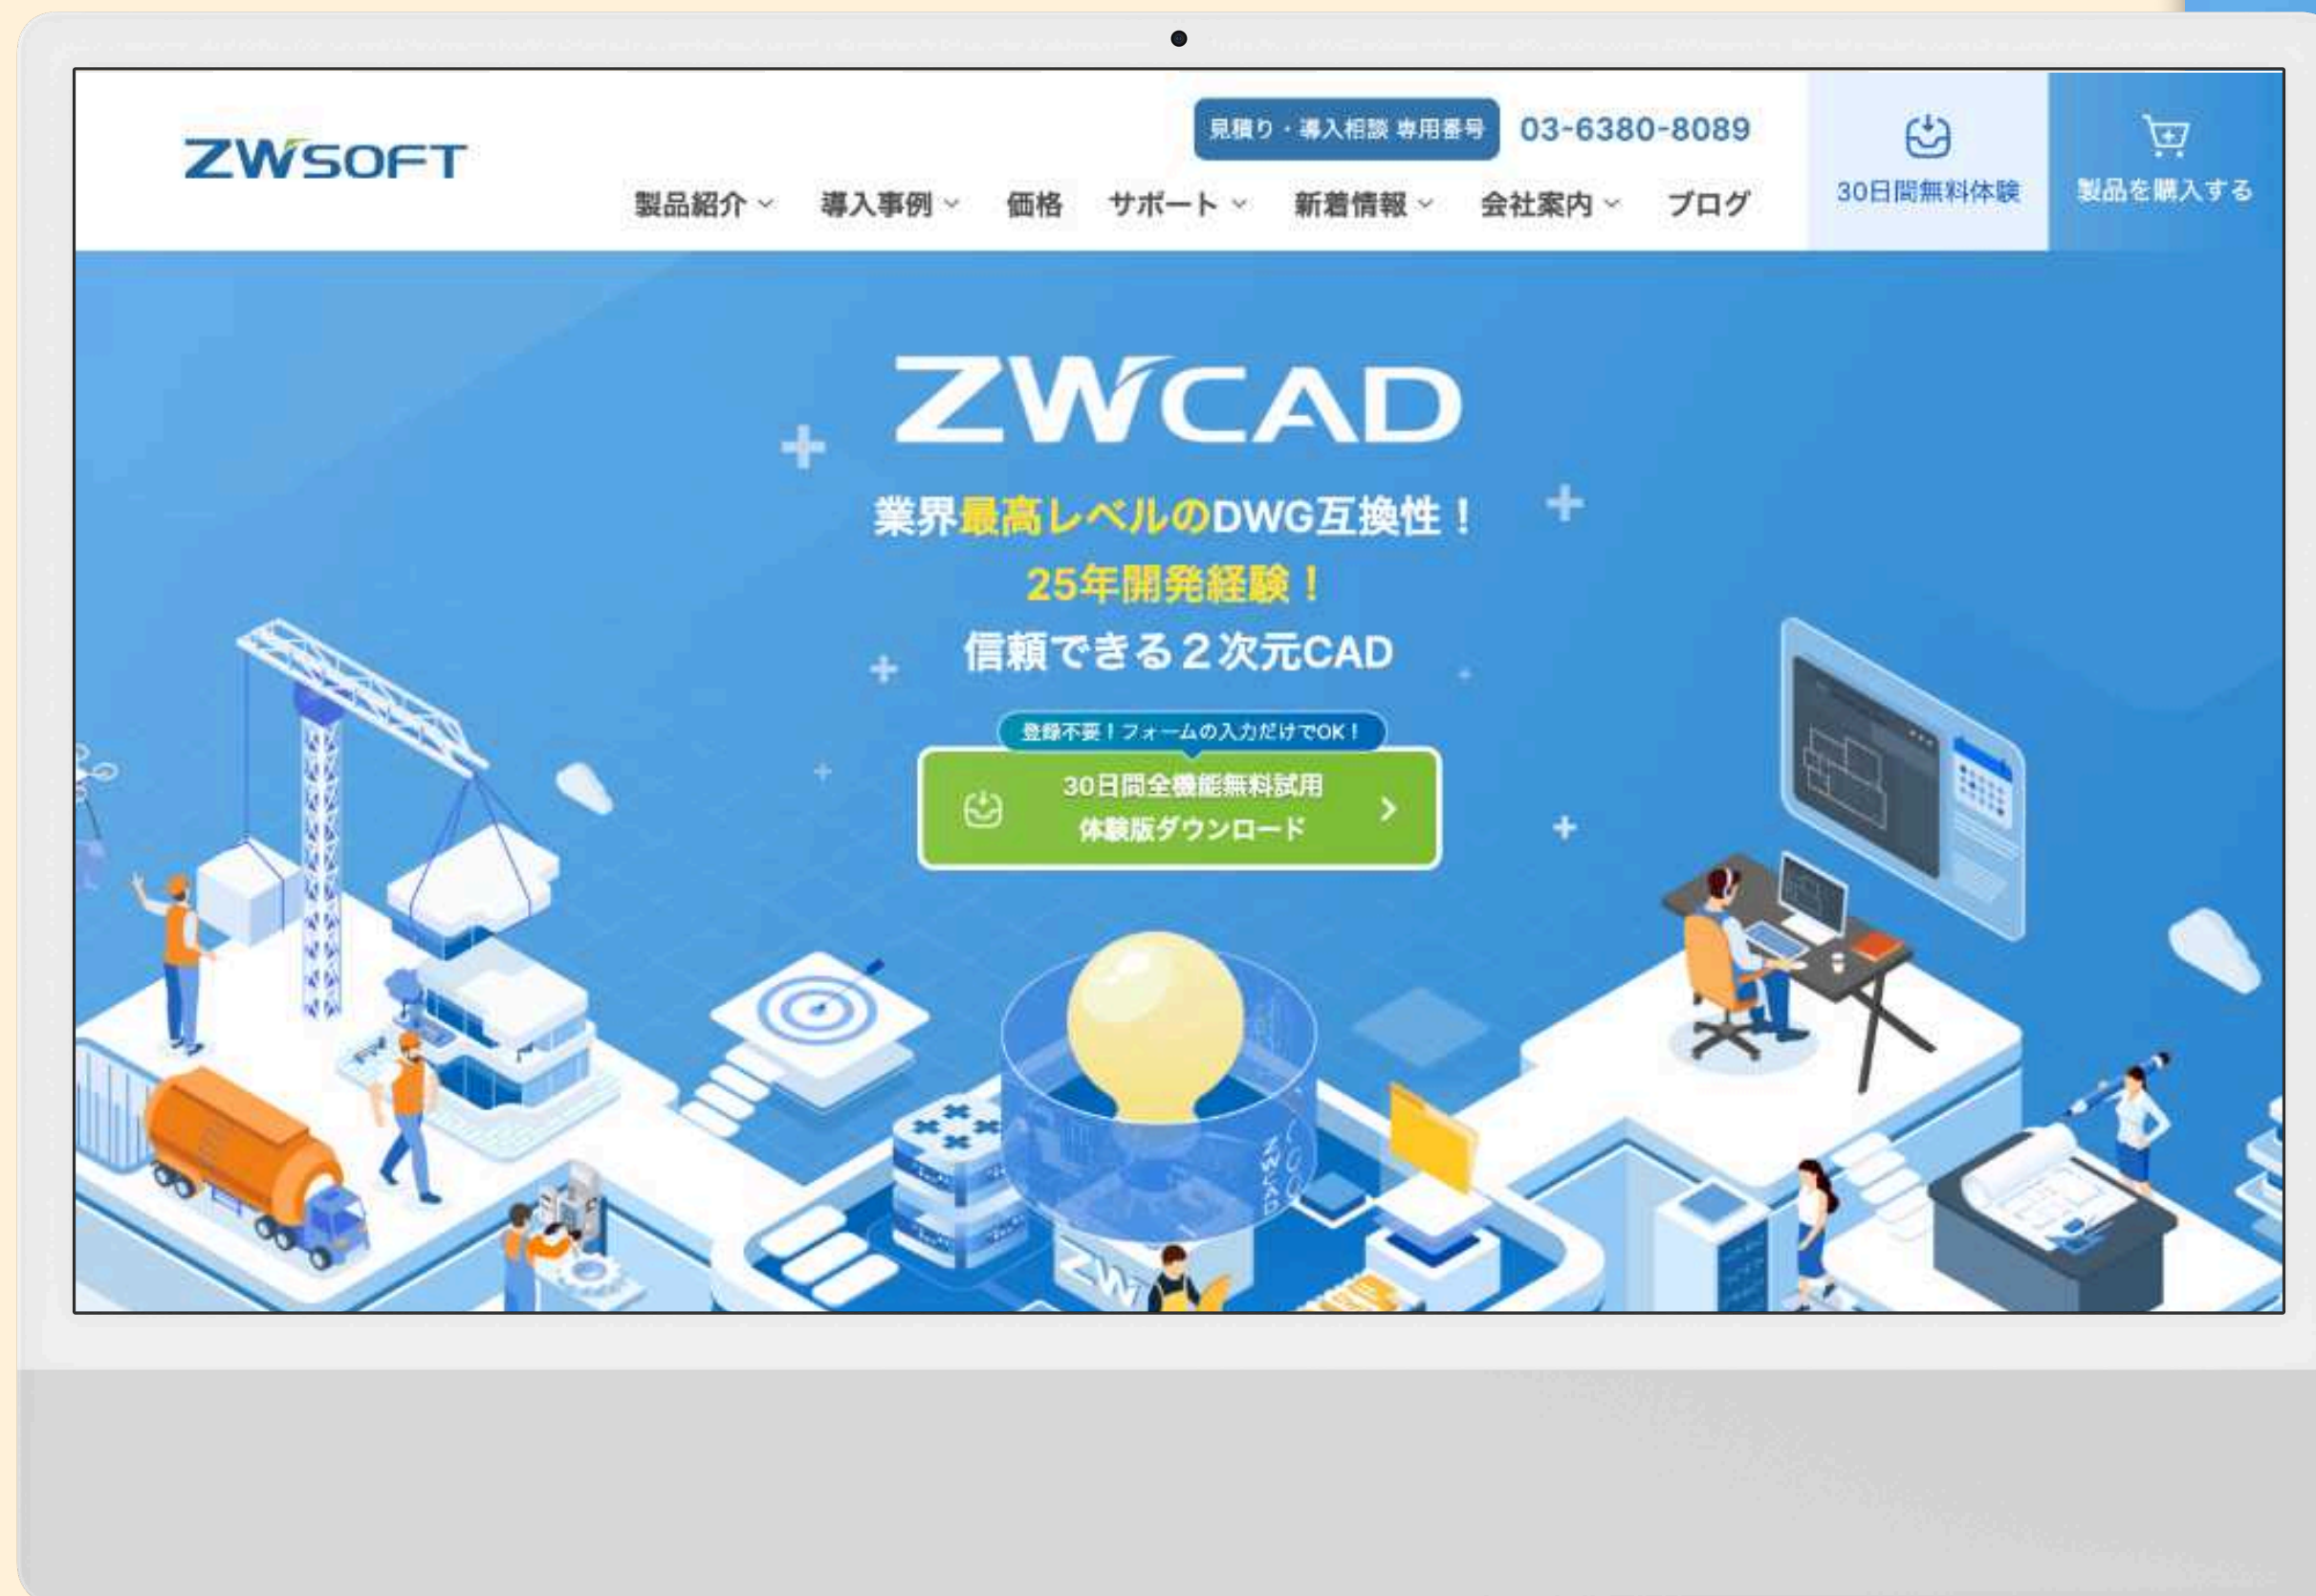 ZWSOFT
見積り・導入相談 専用番号 03-6380-8089
製品紹介 導入事例 価格 サポート 新着情報 会社案内 ブログ
30日間無料体験
製品を購入する
ZWCAD
業界最高レベルのDWG互換性！
25年開発経験！
信頼できる２次元CAD
登録不要！フォームの入力だけでOK！
30日間全機能無料試用
体験版ダウンロード
ZWCAD
ZW